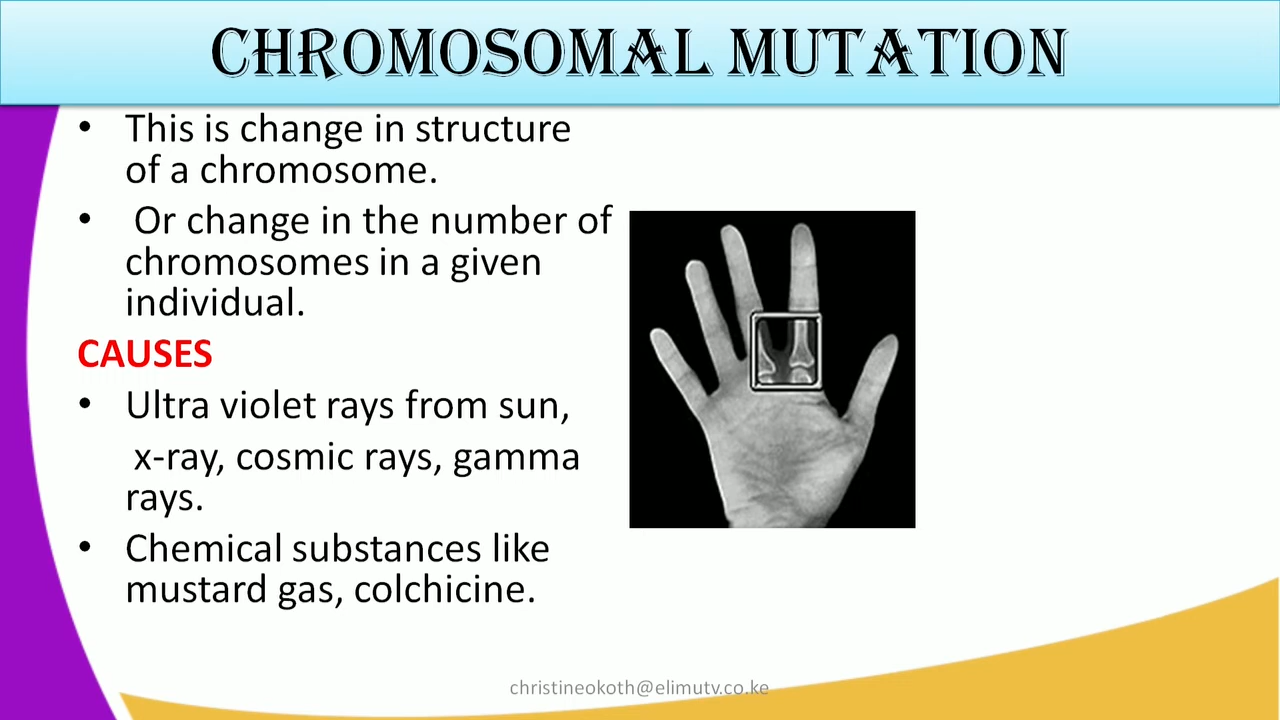 CHROMOSOMAL MUTATION
• This is change in structure
of a chromosome.
• Or change in the number of
chromosomes in a given
individual.
CAUSES
• Ultra violet rays from sun,
x-ray, cosmic rays, gamma
rays.
• Chemical substances like
mustard gas, colchicine.
christineokoth@elimutv.co.ke